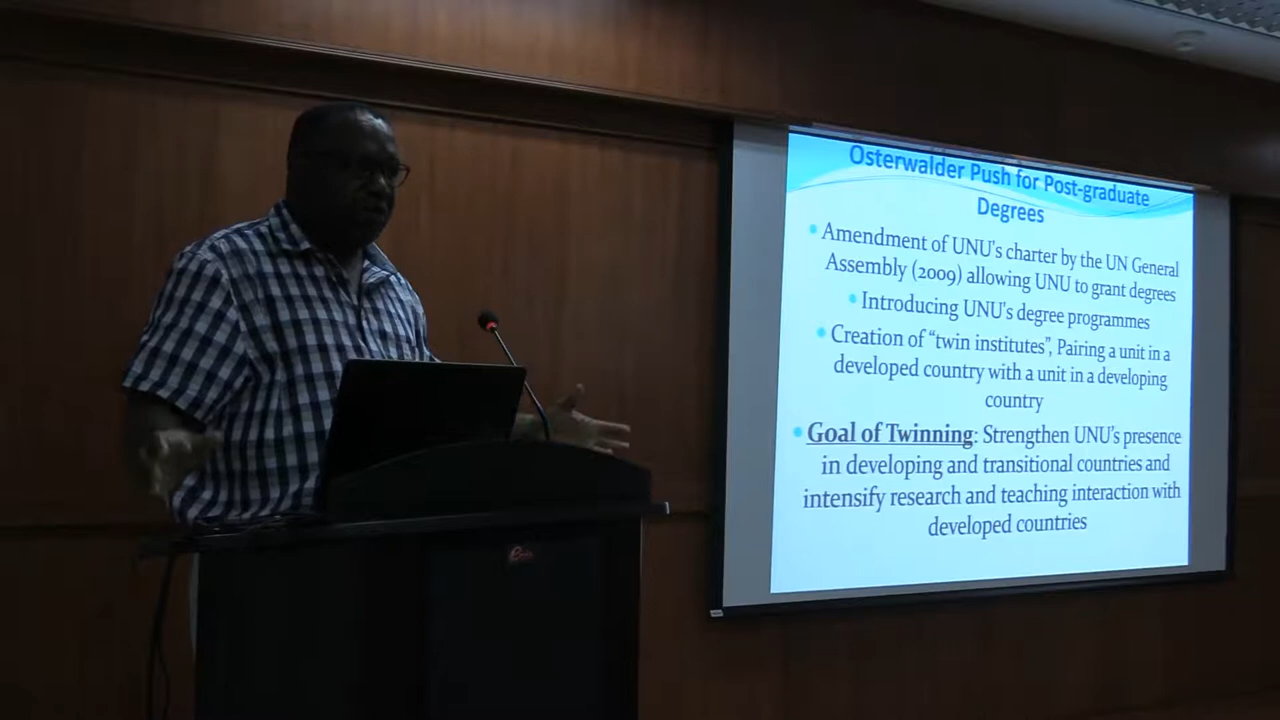 Osterwalder Push for Post-graduate
Degrees
Amendment of UNU's charter by the UN General
Assembly (2009) allowing UNU to grant degrees
Introducing UNU's degree programmes
Creation of “twin institutes”, Pairing a unit in a
developed country with a unit in a developing
country
Goal of Twinning: Strengthen UNU's presence
in developing and transitional countries and
intensify research and teaching interaction with
developed countries